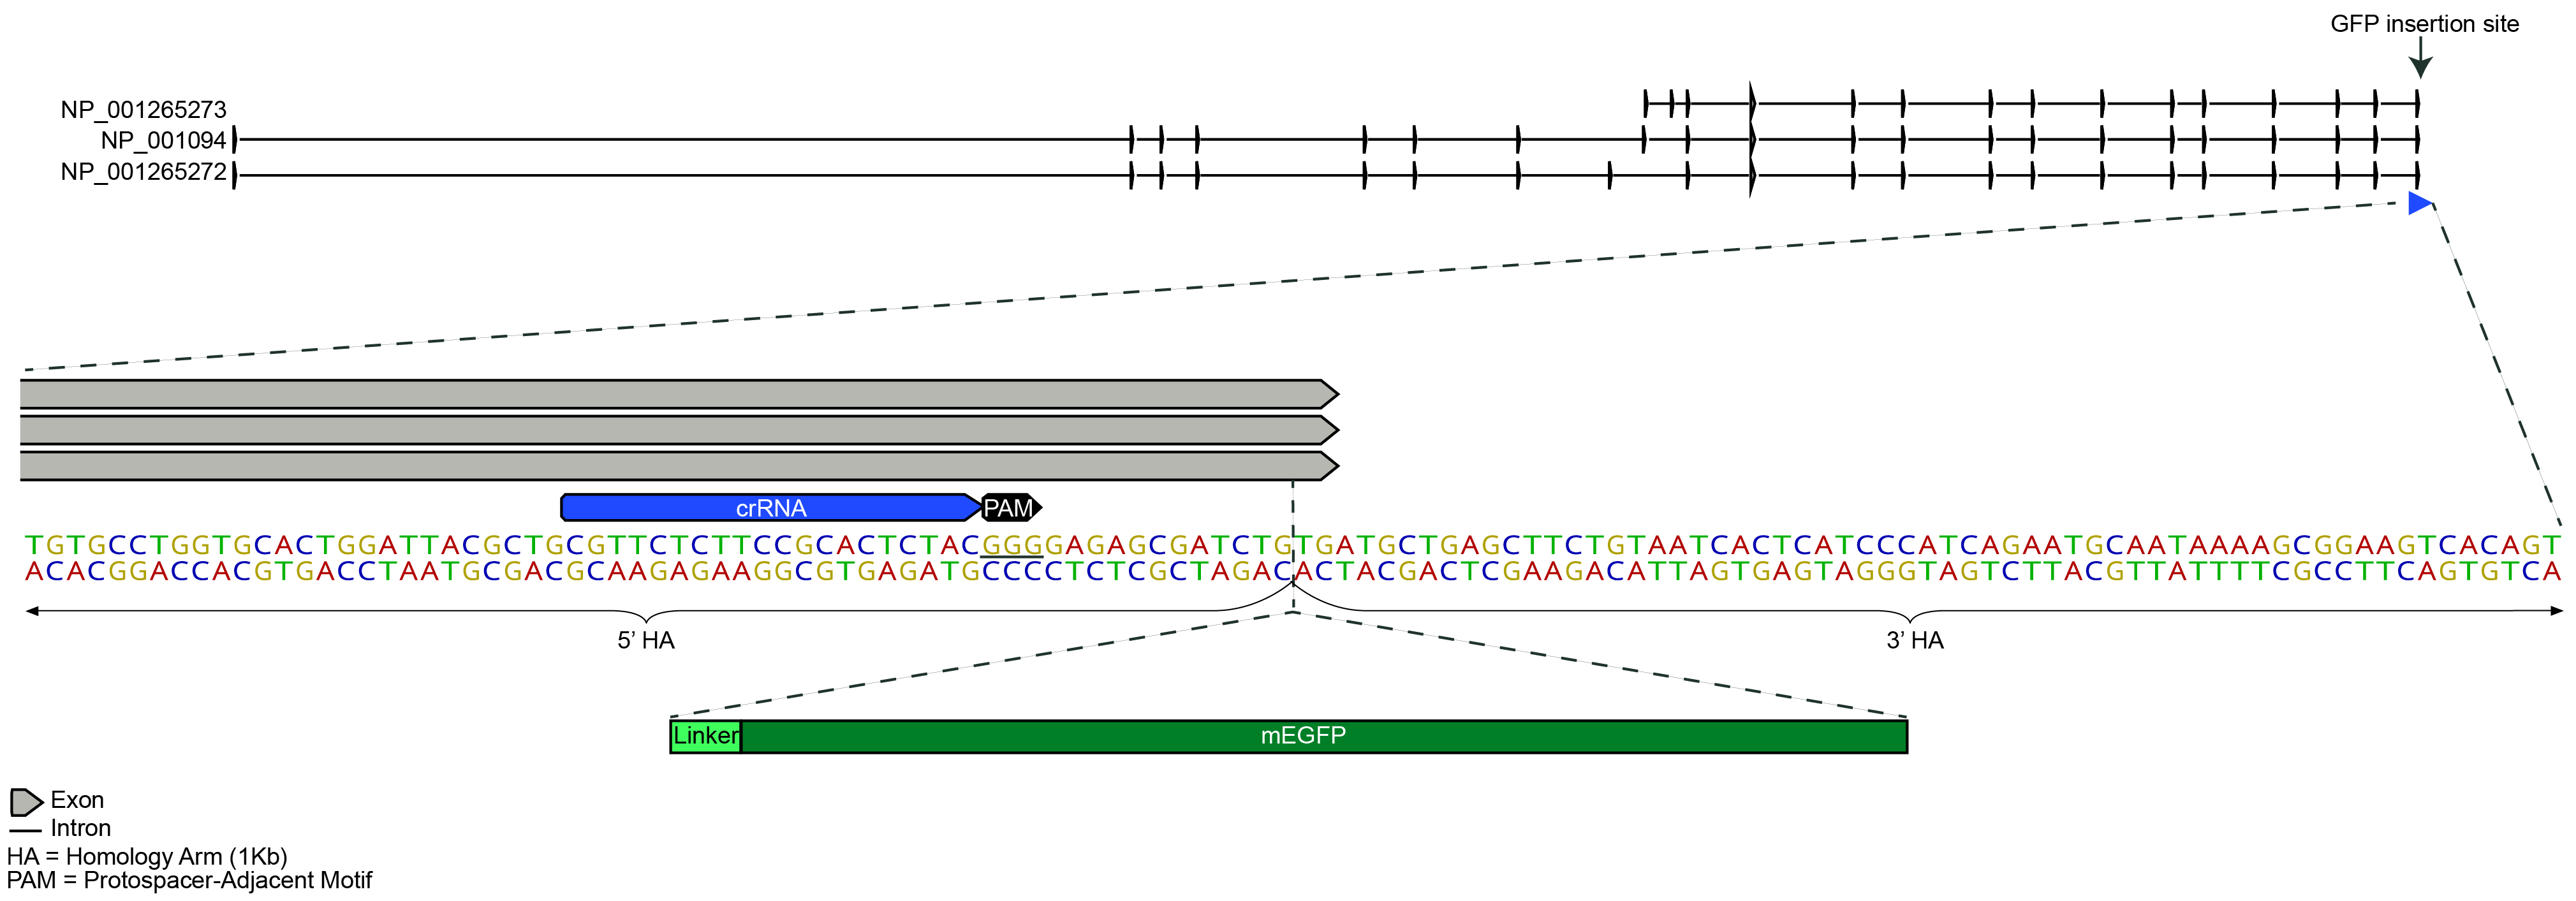 GFP insertion site
NP_001265273
NP_001094
NP_001265272
crRNA
PAM
TGTGCCTGGTGCACTGGATTACGCTGCGTTCTCTTCCGCACTCTACGGGGAGAGCGATCTGTGATGCTGAGCTTCTGTAATCACTCATCCCATCAGAATGCAATAAAAGCGGAAGTCACAGT
ACACGGACCACGTGACCTAATGCGACGCAAGAGAAGGCGTGAGATGCCCCTCTCGCTAGACACTACGACTCGAAGACATTAGTGAGTAGGGTAGTCTTACGTTATTTTCGCCTTCAGTGTCA
5’ HA
3’ HA
Linker
mEGFP
Exon
Intron
HA = Homology Arm (1Kb)
PAM = Protospacer-Adjacent Motif